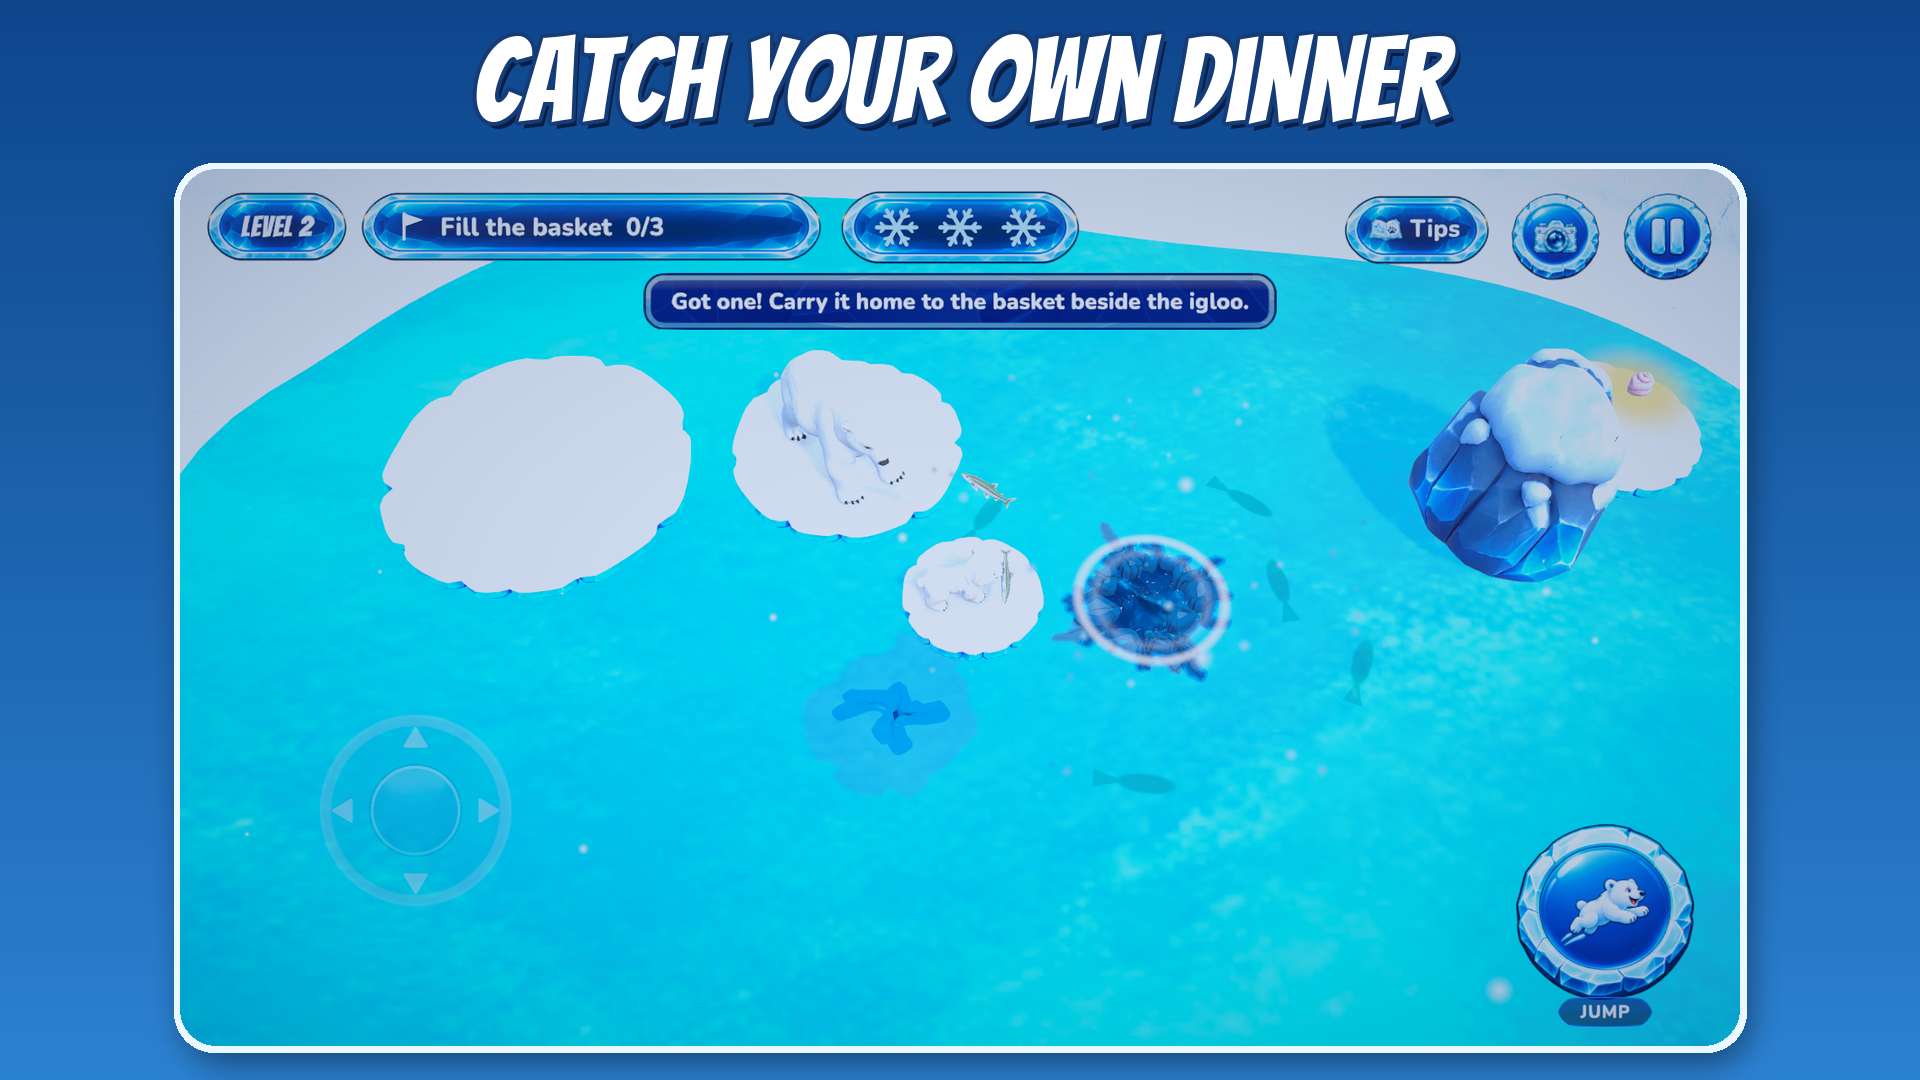 CATCH YOUR OWN DINNER
LEVEL 2
Fill the basket 0/3
Tips
Got one! Carry it home to the basket beside the igloo.
JUMP